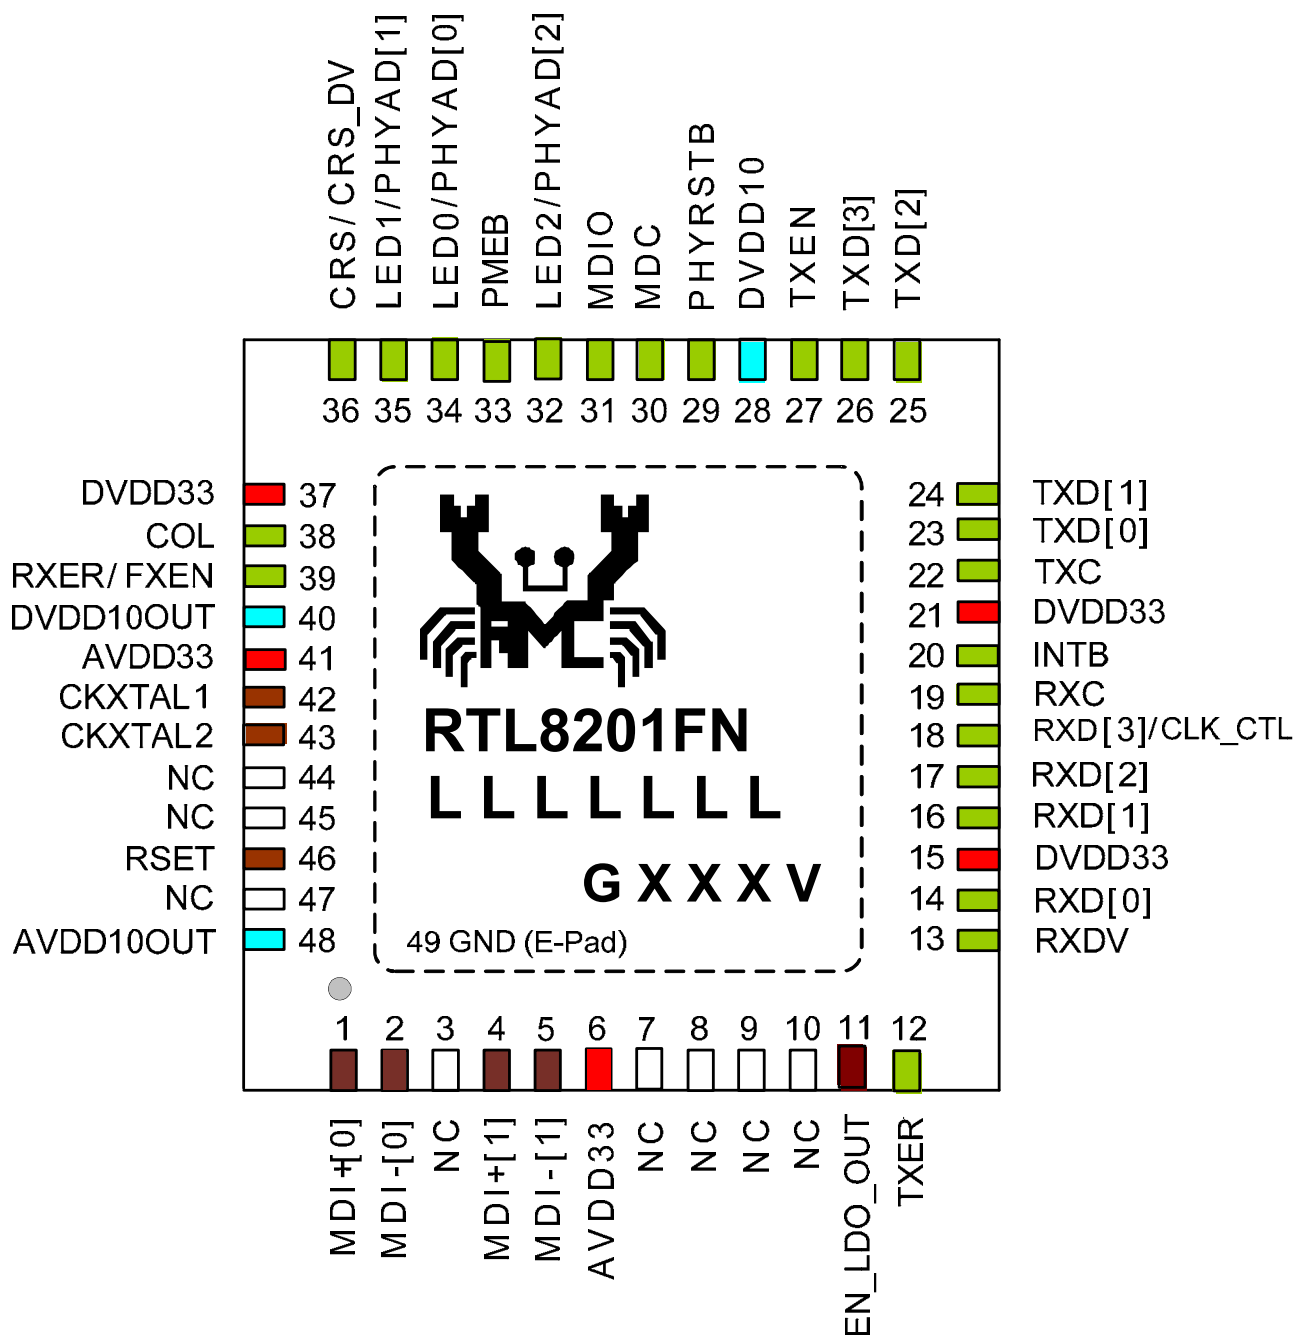 CRS/CRS_DV
LED1/PHYAD[1]
LED0/PHYAD[0]
PMEB
LED2/PHYAD[2]
MDIO
MDC
PHYRSTB
DVDD10
TXEN
TXD[3]
TXD[2]
36 35 34 33 32 31 30 29 28 27 26 25
DVDD33 37
COL 38
RXER/FXEN 39
DVDD10OUT 40
AVDD33 41
CKXTAL1 42
CKXTAL2 43
NC 44
NC 45
RSET 46
NC 47
AVDD10OUT 48
RTL8201FN
LLLLLLL
GXXXV
49 GND (E-Pad)
24 TXD[1]
23 TXD[0]
22 TXC
21 DVDD33
20 INTB
19 RXC
18 RXD[3]/CLK_CTL
17 RXD[2]
16 RXD[1]
15 DVDD33
14 RXD[0]
13 RXDV
1 2 3 4 5 6 7 8 9 10 11 12
MDI+[0]
MDI-[0]
NC
MDI+[1]
MDI-[1]
AVDD33
NC
NC
NC
NC
EN_LDO_OUT
TXER